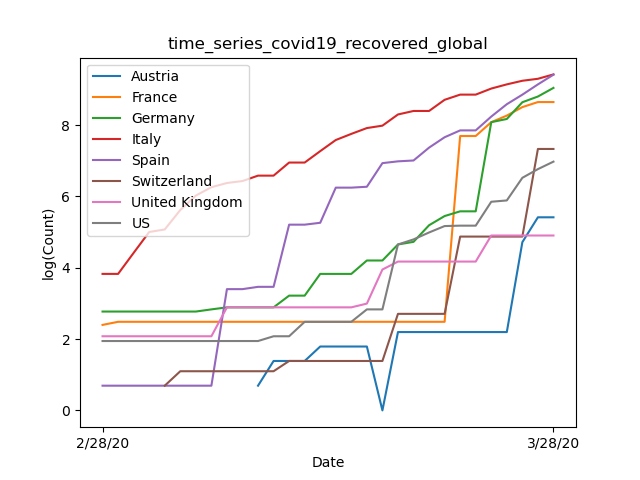 time_series_covid19_recovered_global
log(Count)
8
6
4
2
0
Austria
France
Germany
Italy
Spain
Switzerland
United Kingdom
US
2/28/20 3/28/20
Date